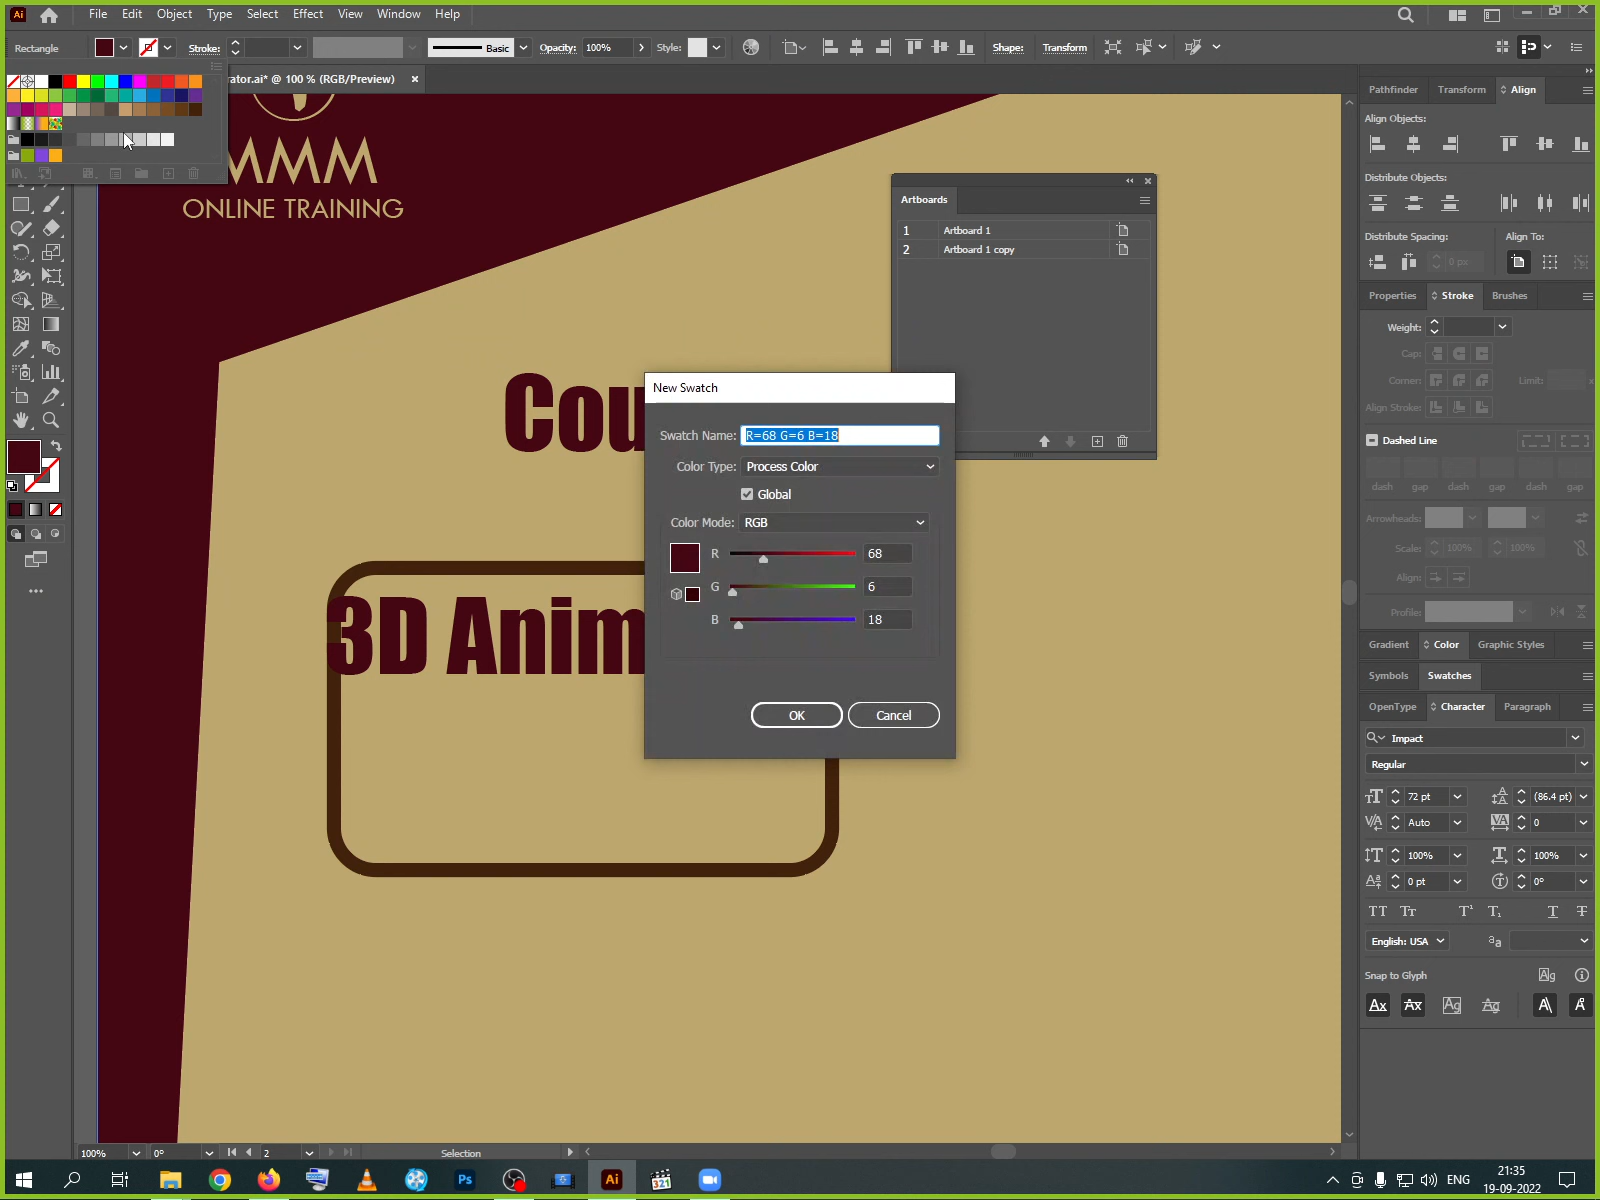 File Edit Object Type Select Effect View Window Help
Rectangle
Stroke:
Basic
Opacity: 100%
Style:
Shape:
Transform
rator.ai* @ 100 % (RGB/Preview)
MMM
ONLINE TRAINING
Artboards
1 Artboard 1
2 Artboard 1 copy
Cou
3D Anim
New Swatch
Swatch Name: R=68 G=6 B=18
Color Type: Process Color
Global
Color Mode: RGB
R 68
G 6
B 18
OK Cancel
Pathfinder Transform Align
Align Objects:
Distribute Objects:
Distribute Spacing: Align To:
0 px
Properties Stroke Brushes
Weight:
Cap:
Corner: Limit: x
Align Stroke:
Dashed Line
dash gap dash gap dash gap
Arrowheads:
Scale: 100% 100%
Align:
Profile:
Gradient Color Graphic Styles
Symbols Swatches
OpenType Character Paragraph
Impact
Regular
72 pt (86.4 pt)
Auto 0
100% 100%
0 pt 0°
English: USA
Snap to Glyph
100% 0° 2 Selection
Ai
Ps
Ai
ENG
21:35
19-09-2022